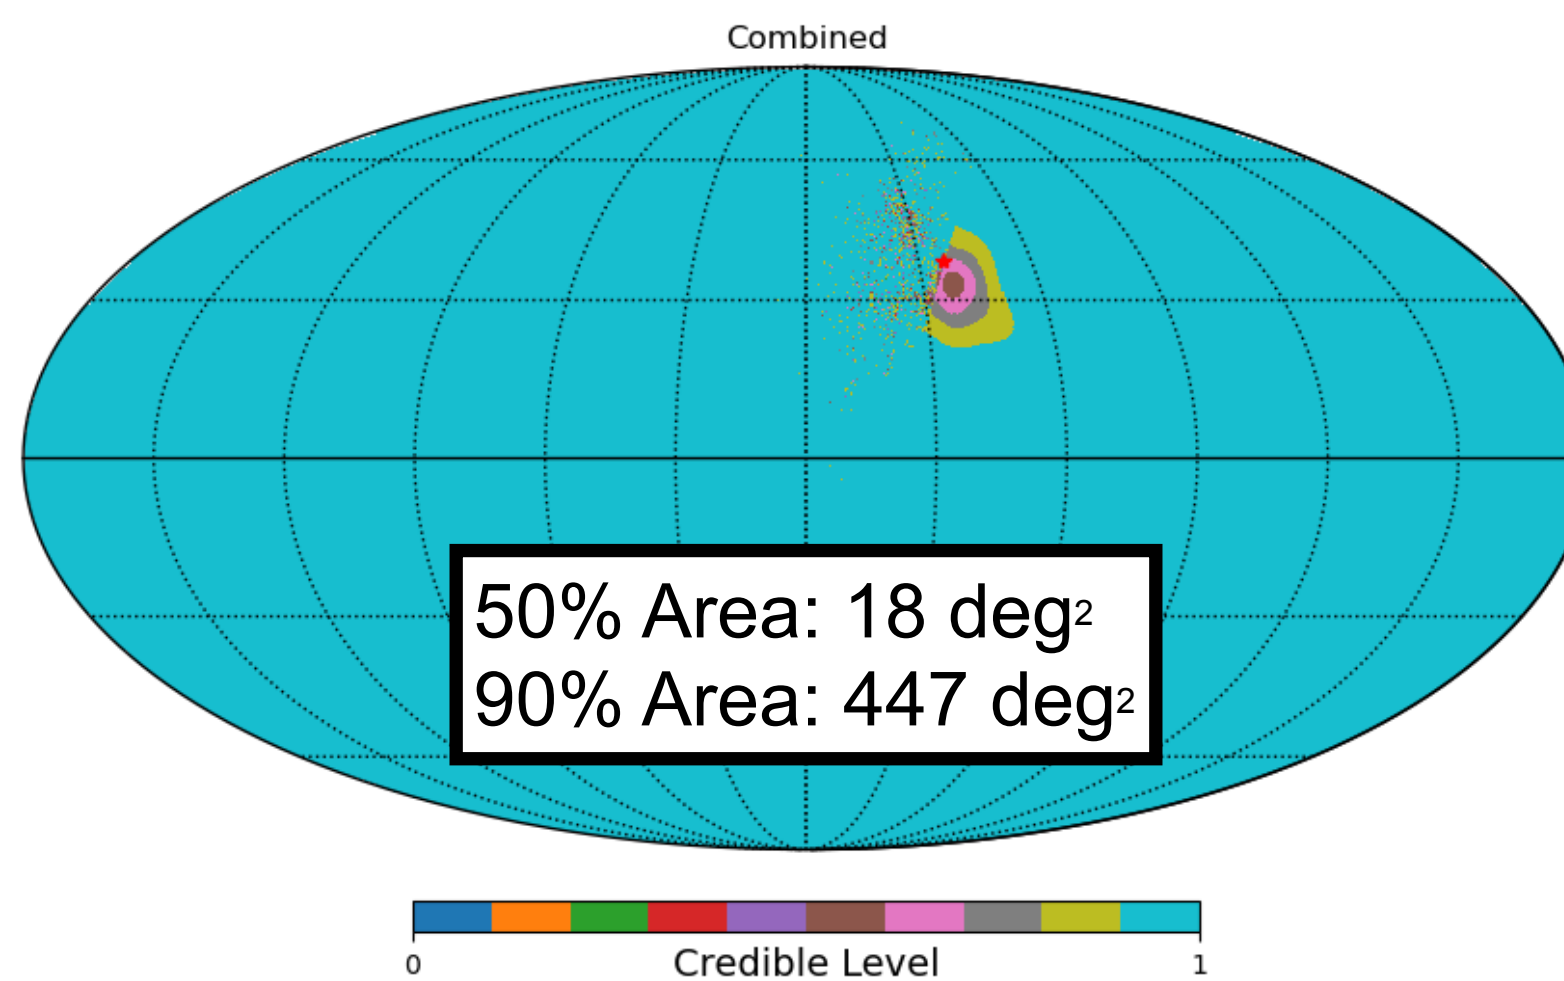 Combined
50% Area: 18 deg²
90% Area: 447 deg²
0 1
Credible Level